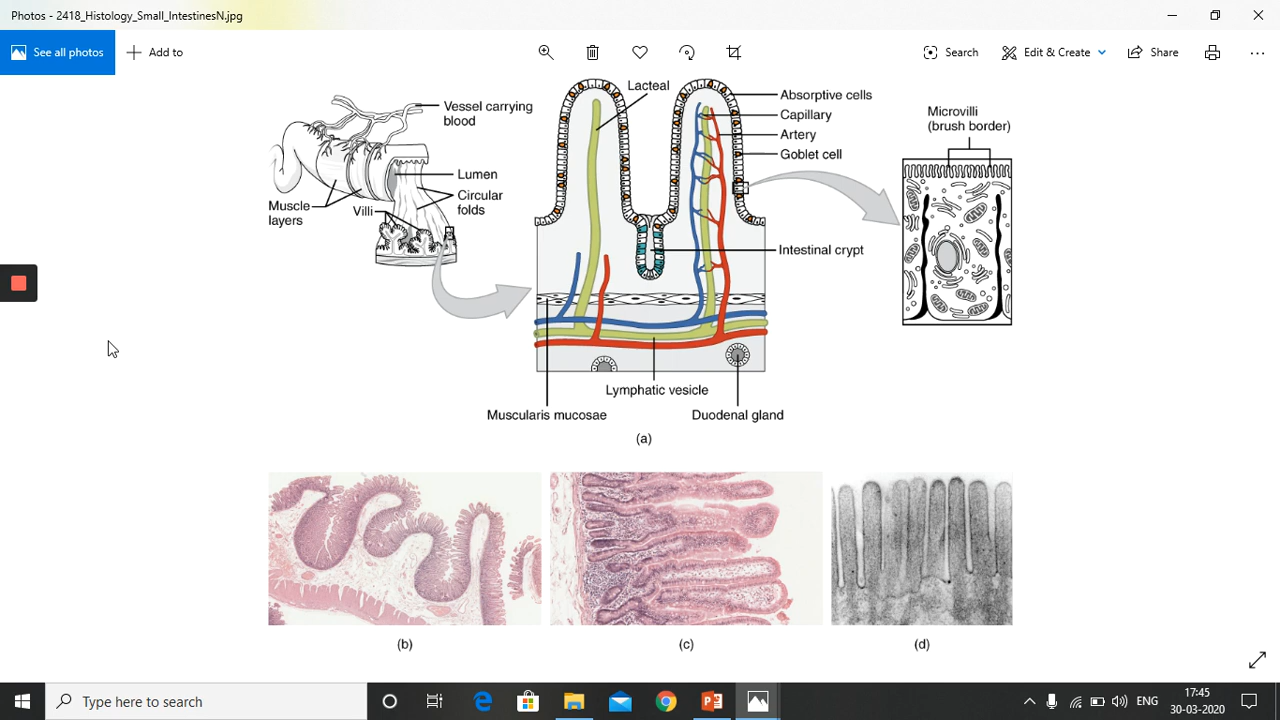 Photos - 2418_Histology_Small_IntestinesN.jpg
See all photos
Add to
Search
Edit & Create
Share
Vessel carrying
blood
Lumen
Circular
folds
Muscle
layers
Villi
Lacteal
Absorptive cells
Capillary
Artery
Goblet cell
Intestinal crypt
Lymphatic vesicle
Muscularis mucosae
Duodenal gland
Microvilli
(brush border)
(a)
(b)
(c)
(d)
Type here to search
ENG
17:45
30-03-2020